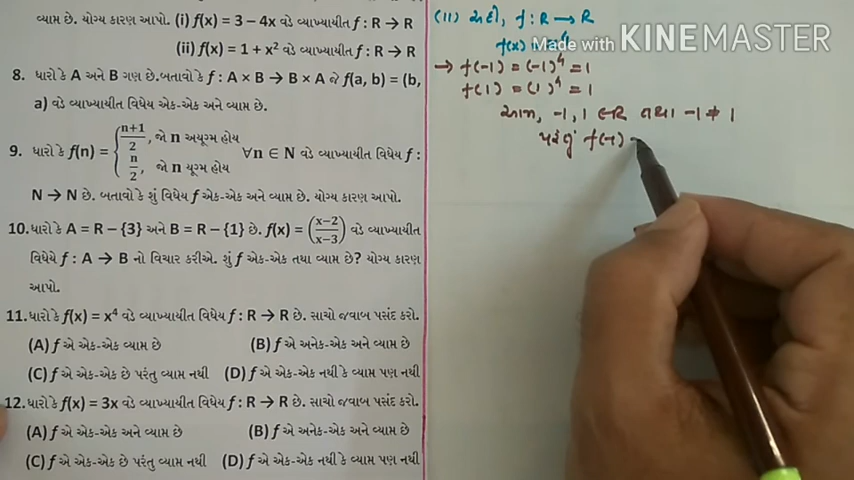 વ્યાપ્ત છે. યોગ્ય કારણ આપો. (i) f(x) = 3 – 4x વડે વ્યાખ્યાયીત f : R → R
(ii) f(x) = 1 + x² વડે વ્યાખ્યાયીત f : R → R
8. ધારો કે A અને B ગણ છે.બતાવો કે f : A × B → B × A જે f(a, b) = (b,
a) વડે વ્યાખ્યાયીત વિધેય એક-એક અને વ્યાપ્ત છે.
9. ધારો કે f(n) = { n+1/2 , જો n અયૂગ્મ હોય
n/2 , જો n યૂગ્મ હોય ∀n ∈ N વડે વ્યાખ્યાયીત વિધેય f :
N → N છે. બતાવો કે શું વિધેય f એક-એક અને વ્યાપ્ત છે. યોગ્ય કારણ આપો.
10. ધારો કે A = R – {3} અને B = R – {1} છે. f(x) = (x–2/x–3) વડે વ્યાખ્યાયીત
વિધેયે f : A → B નો વિચાર કરીએ. શું f એક-એક તથા વ્યાપ્ત છે? યોગ્ય કારણ
આપો.
11. ધારો કે f(x) = x⁴ વડે વ્યાખ્યાયીત વિધેય f : R → R છે. સાચો જવાબ પસંદ કરો.
(A) f એ એક-એક વ્યાપ્ત છે (B) f એ અનેક-એક અને વ્યાપ્ત છે
(C) f એ એક-એક છે પરંતુ વ્યાપ્ત નથી (D) f એ એક-એક નથી કે વ્યાપ્ત પણ નથી
12. ધારો કે f(x) = 3x વડે વ્યાખ્યાયીત વિધેય f : R → R છે. સાચો જવાબ પસંદ કરો.
(A) f એ એક-એક અને વ્યાપ્ત છે (B) f એ અનેક-એક અને વ્યાપ્ત છે
(C) f એ એક-એક છે પરંતુ વ્યાપ્ત નથી (D) f એ એક-એક નથી કે વ્યાપ્ત પણ નથી
(11) અહીં, f : R → R
f(x) = x⁴
Made with KINEMASTER
→ f(-1) = (-1)⁴ = 1
f(1) = (1)⁴ = 1
આમ, -1, 1 ∈ R તથા -1 ≠ 1
પરંતું f(-1) =